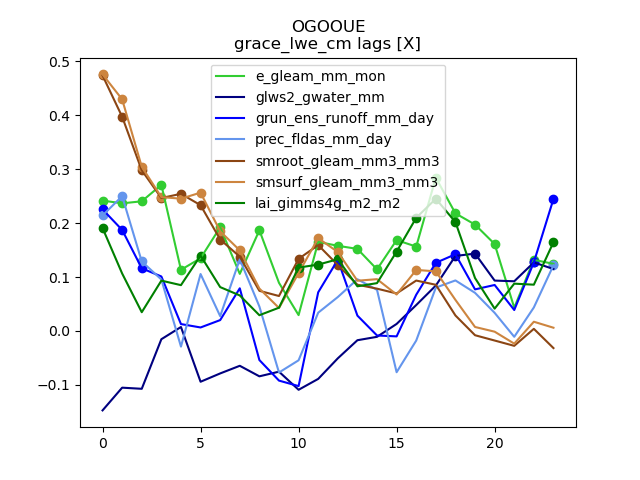 OGOOUE
grace_lwe_cm lags [X]
0.5
0.4
0.3
0.2
0.1
0.0
−0.1
e_gleam_mm_mon
glws2_gwater_mm
grun_ens_runoff_mm_day
prec_fldas_mm_day
smroot_gleam_mm3_mm3
smsurf_gleam_mm3_mm3
lai_gimms4g_m2_m2
0 5 10 15 20